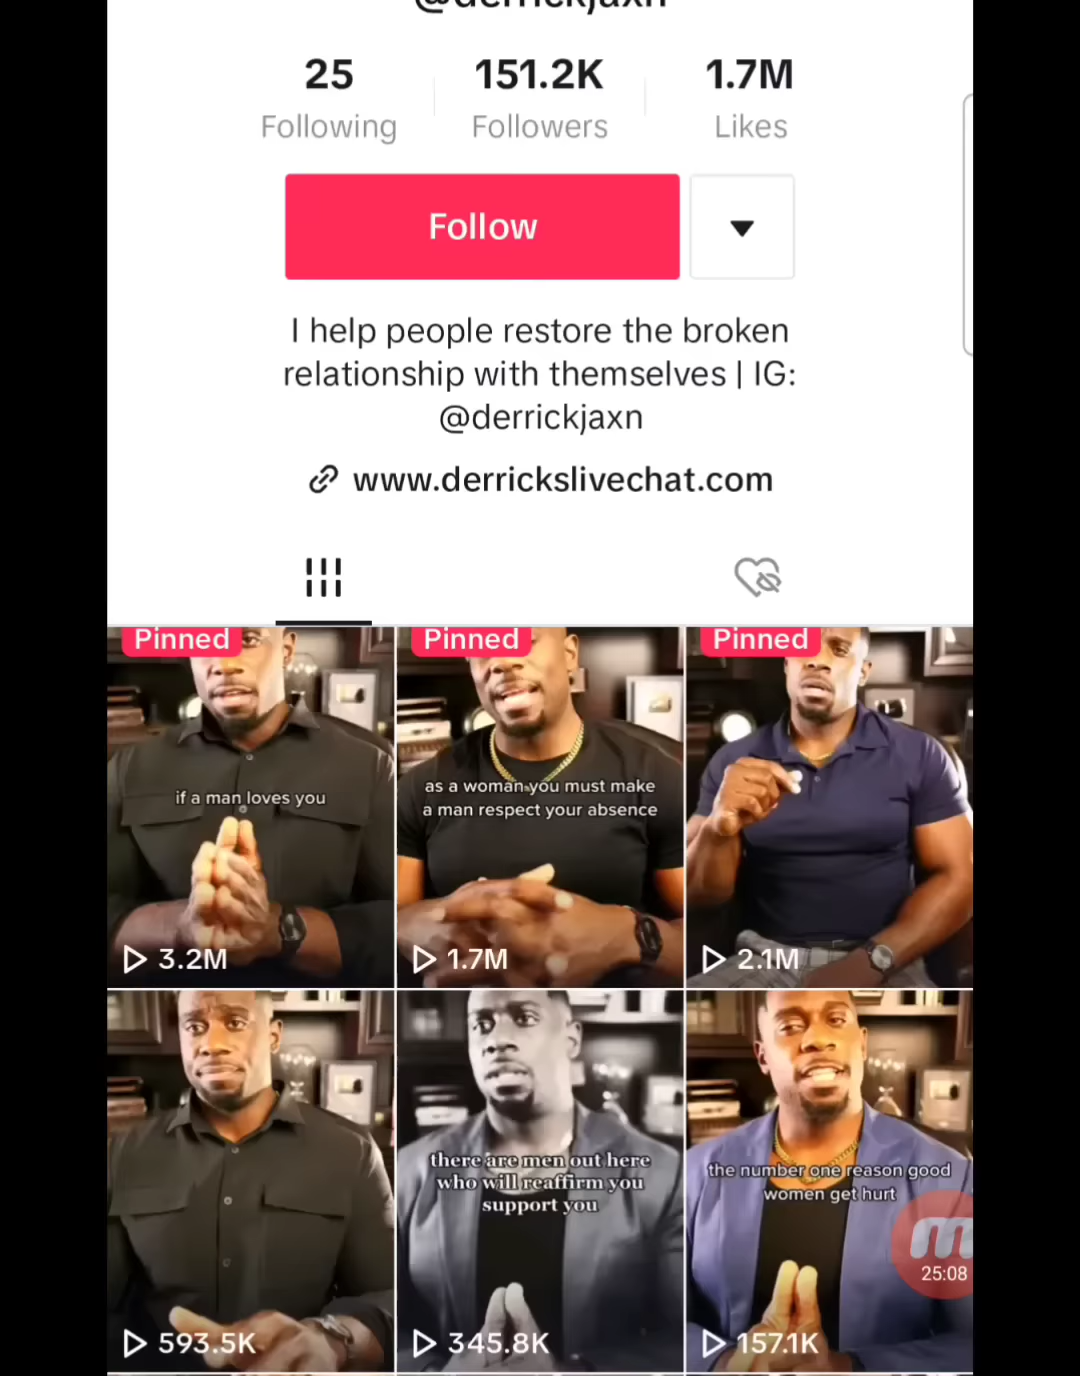 @derrickjaxn
25 151.2K 1.7M
Following Followers Likes
Follow
I help people restore the broken
relationship with themselves | IG:
@derrickjaxn
www.derrickslivechat.com
Pinned Pinned Pinned
if a man loves you
as a woman you must make
a man respect your absence
3.2M 1.7M 2.1M
there are men out here
who will reaffirm you
support you
the number one reason good
women get hurt
m
25:08
593.5K 345.8K 157.1K